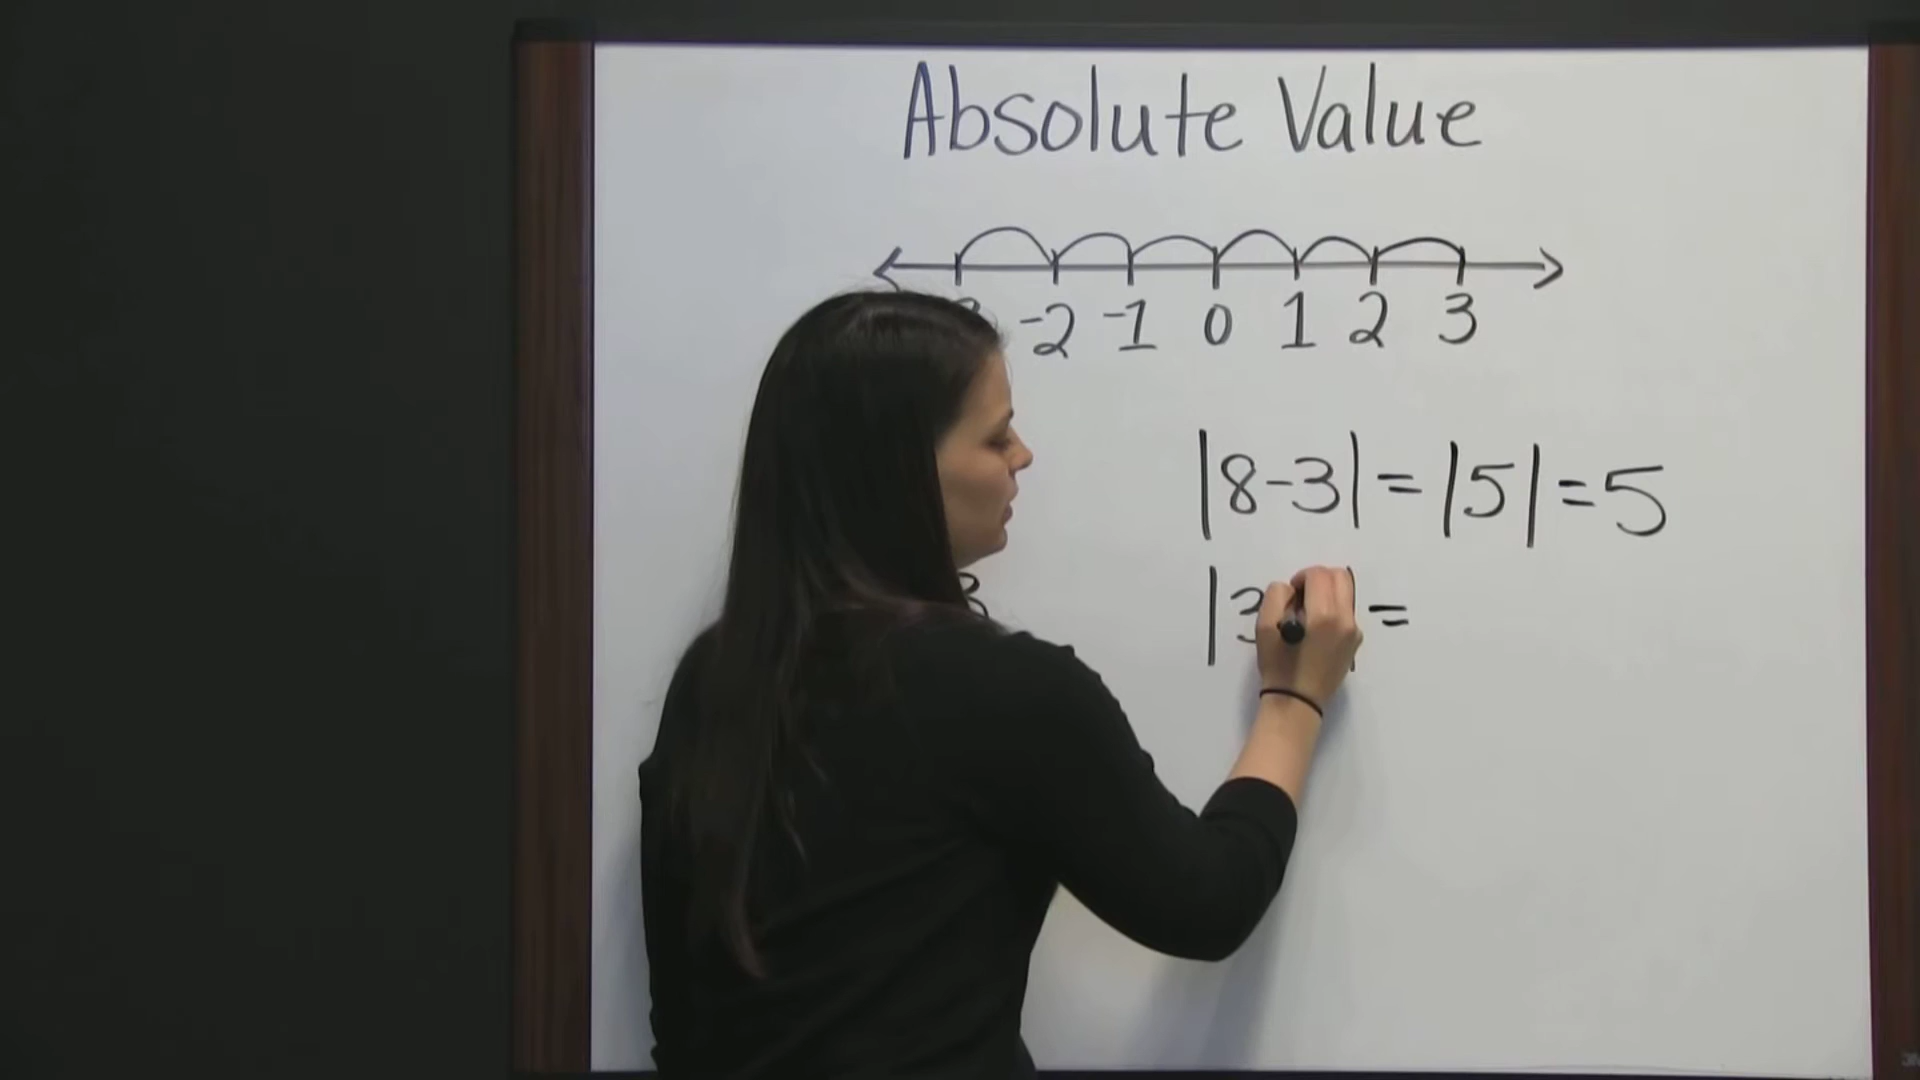 Absolute Value
-2 -1 0 1 2 3
|8-3| = |5| = 5
|3 | =